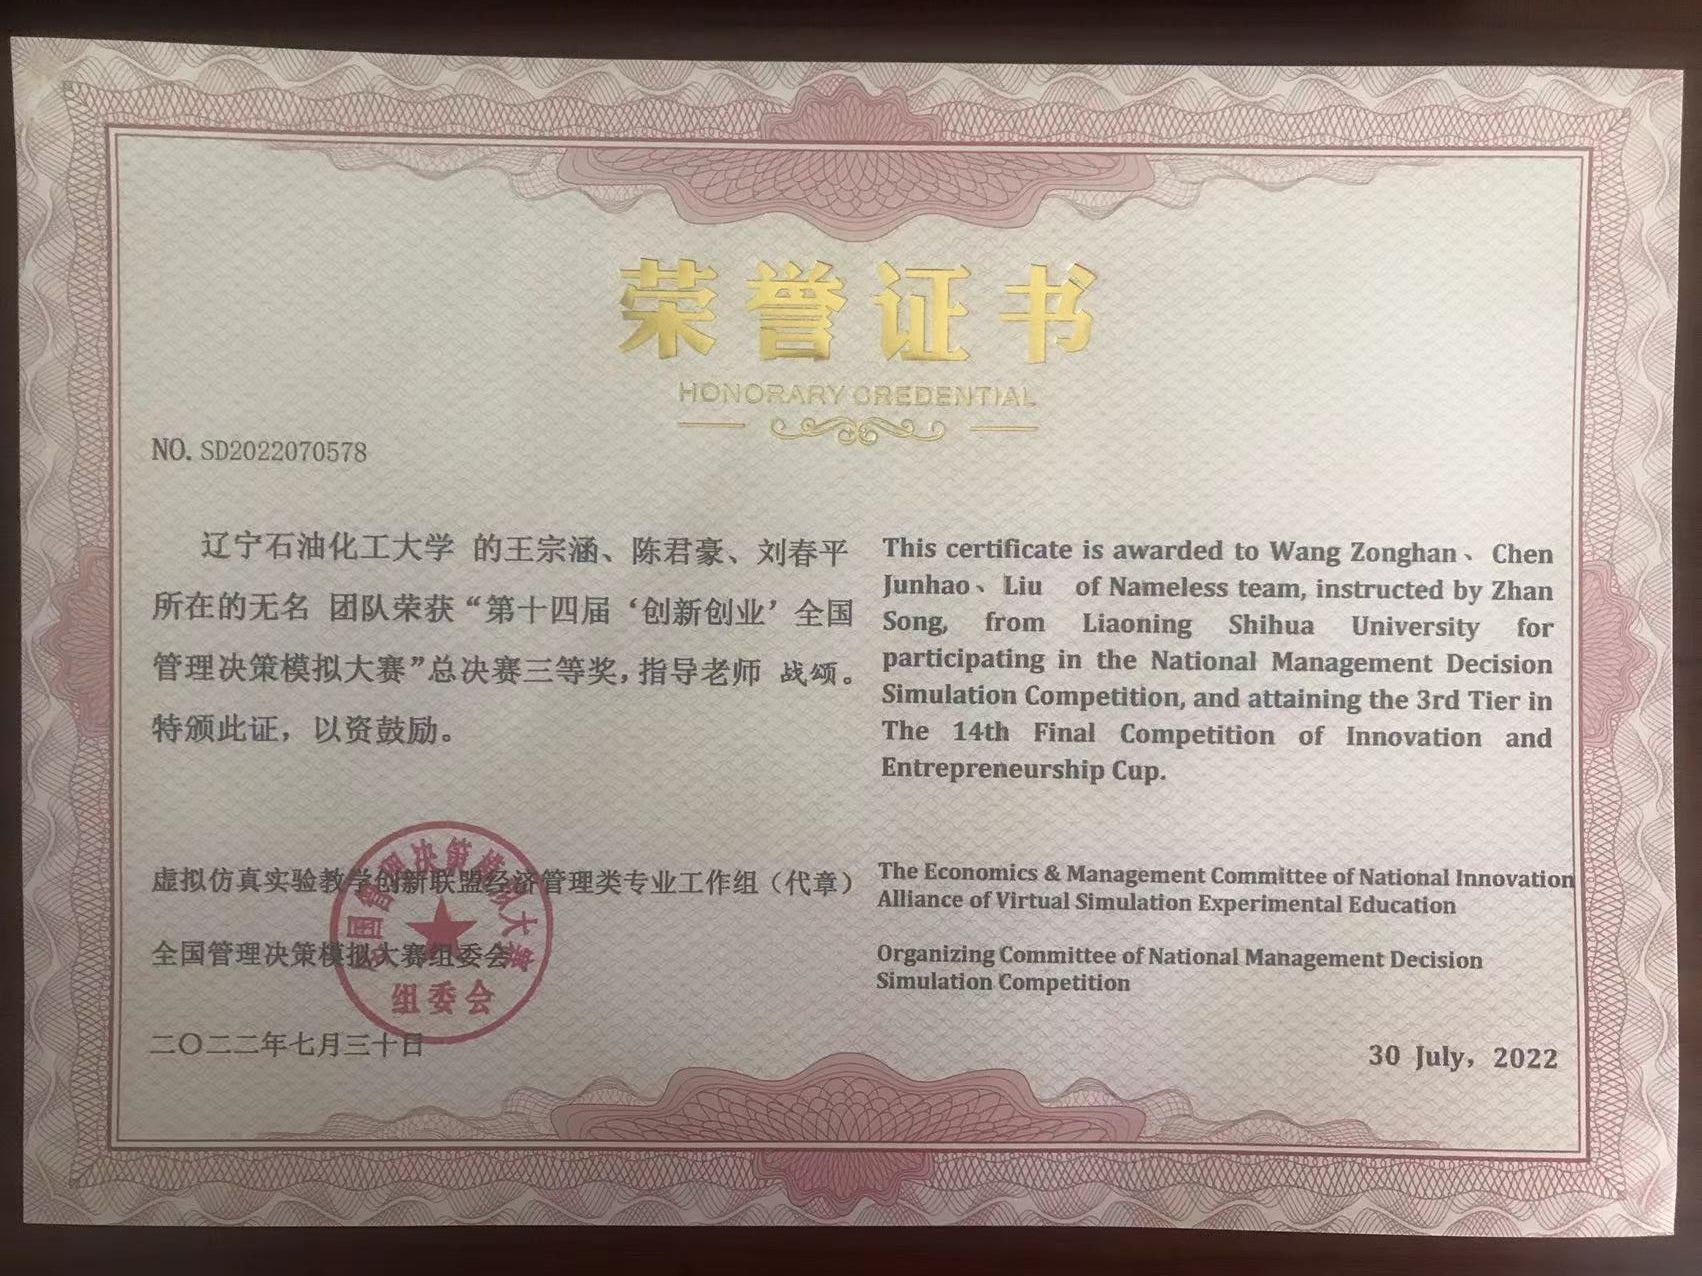 荣誉证书
HONORARY CREDENTIAL
NO. SD2022070578
辽宁石油化工大学 的王宗涵、陈君豪、刘春平
所在的无名 团队荣获“第十四届‘创新创业’全国
管理决策模拟大赛”总决赛三等奖,指导老师 战颂。
特颁此证，以资鼓励。
This certificate is awarded to Wang Zonghan、 Chen
Junhao、 Liu of Nameless team, instructed by Zhan
Song, from Liaoning Shihua University for
participating in the National Management Decision
Simulation Competition, and attaining the 3rd Tier in
The 14th Final Competition of Innovation and
Entrepreneurship Cup.
虚拟仿真实验教学创新联盟经济管理类专业工作组（代章）
全国管理决策模拟大赛组委会
二〇二二年七月三十日
全国管理决策模拟大赛
组委会
The Economics & Management Committee of National Innovation
Alliance of Virtual Simulation Experimental Education
Organizing Committee of National Management Decision
Simulation Competition
30 July，2022